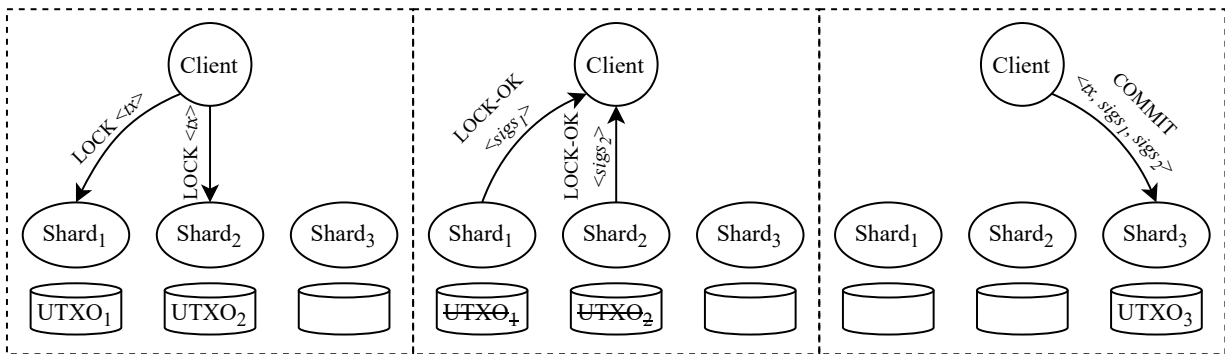 Client
LOCK <tx>
LOCK <tx>
Shard₁
Shard₂
Shard₃
UTXO₁
UTXO₂
Client
LOCK-OK
<sigs₁>
LOCK-OK
<sigs₂>
Shard₁
Shard₂
Shard₃
UTXO₁
UTXO₂
Client
COMMIT
<tx, sigs₁, sigs₂>
Shard₁
Shard₂
Shard₃
UTXO₃